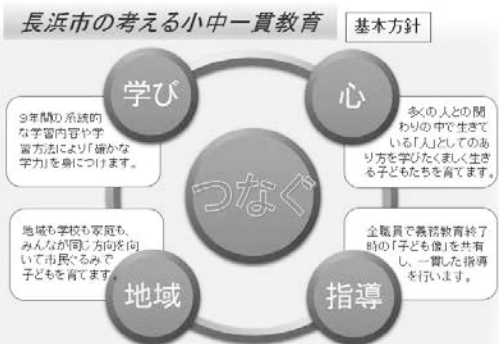 長浜市の考える小中一貫教育
基本方針
学び
心
9年間の系統的
な学習内容や学
習方法により「確かな
学力」を身につけます。
多くの人との関
わりの中で生きて
いる「人」としてのあ
り方を学びたくましく生き
る子どもたちを育てます。
つなぐ
地域も学校も家庭も、
みんなが同じ方向を向
いて市民ぐるみで
子どもを育てます。
全職員で義務教育終了
時の「子ども像」を共有
し、一貫した指導
を行います。
地域
指導